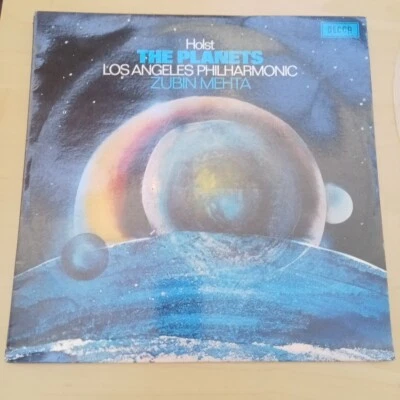 DECCA
Holst
THE PLANETS
LOS ANGELES PHILHARMONIC
ZUBIN MEHTA